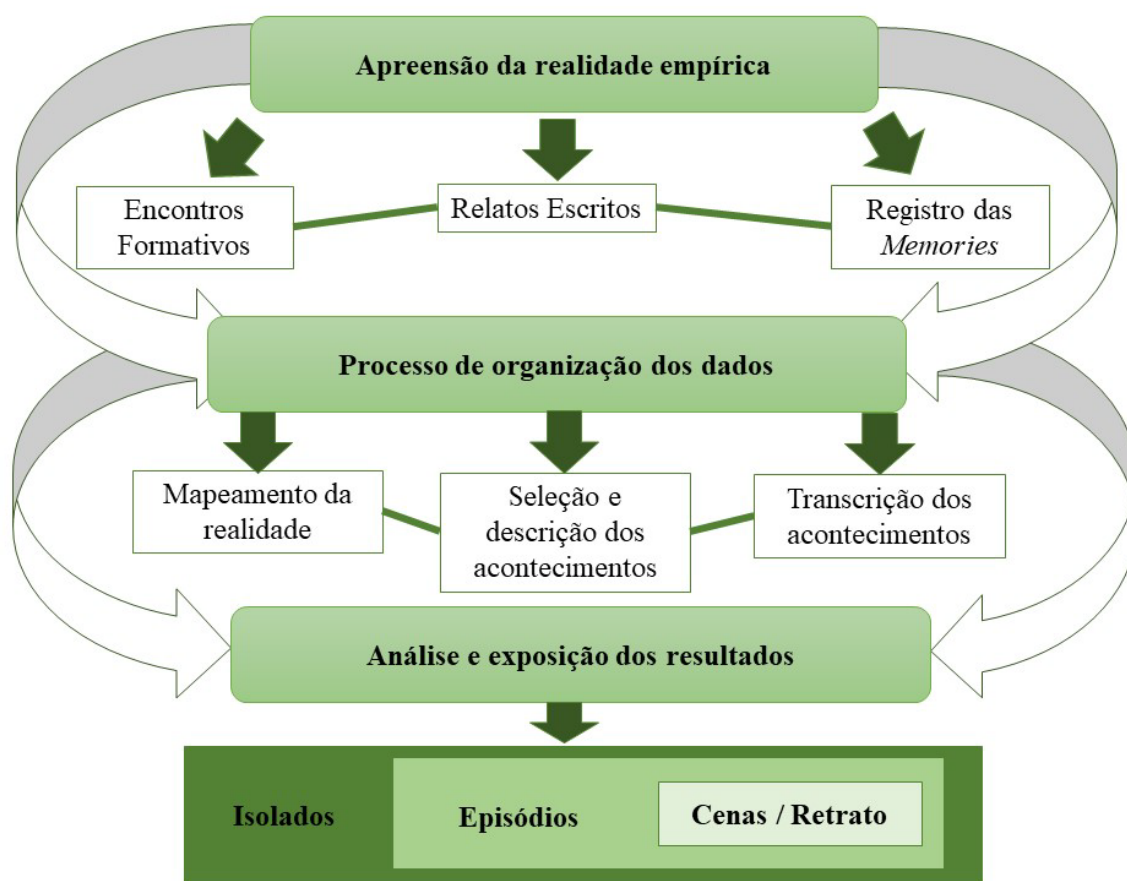 Apreensão da realidade empírica
Encontros
Formativos
Relatos Escritos
Registro das
Memories
Processo de organização dos dados
Mapeamento da
realidade
Seleção e
descrição dos
acontecimentos
Transcrição dos
acontecimentos
Análise e exposição dos resultados
Isolados
Episódios
Cenas / Retrato